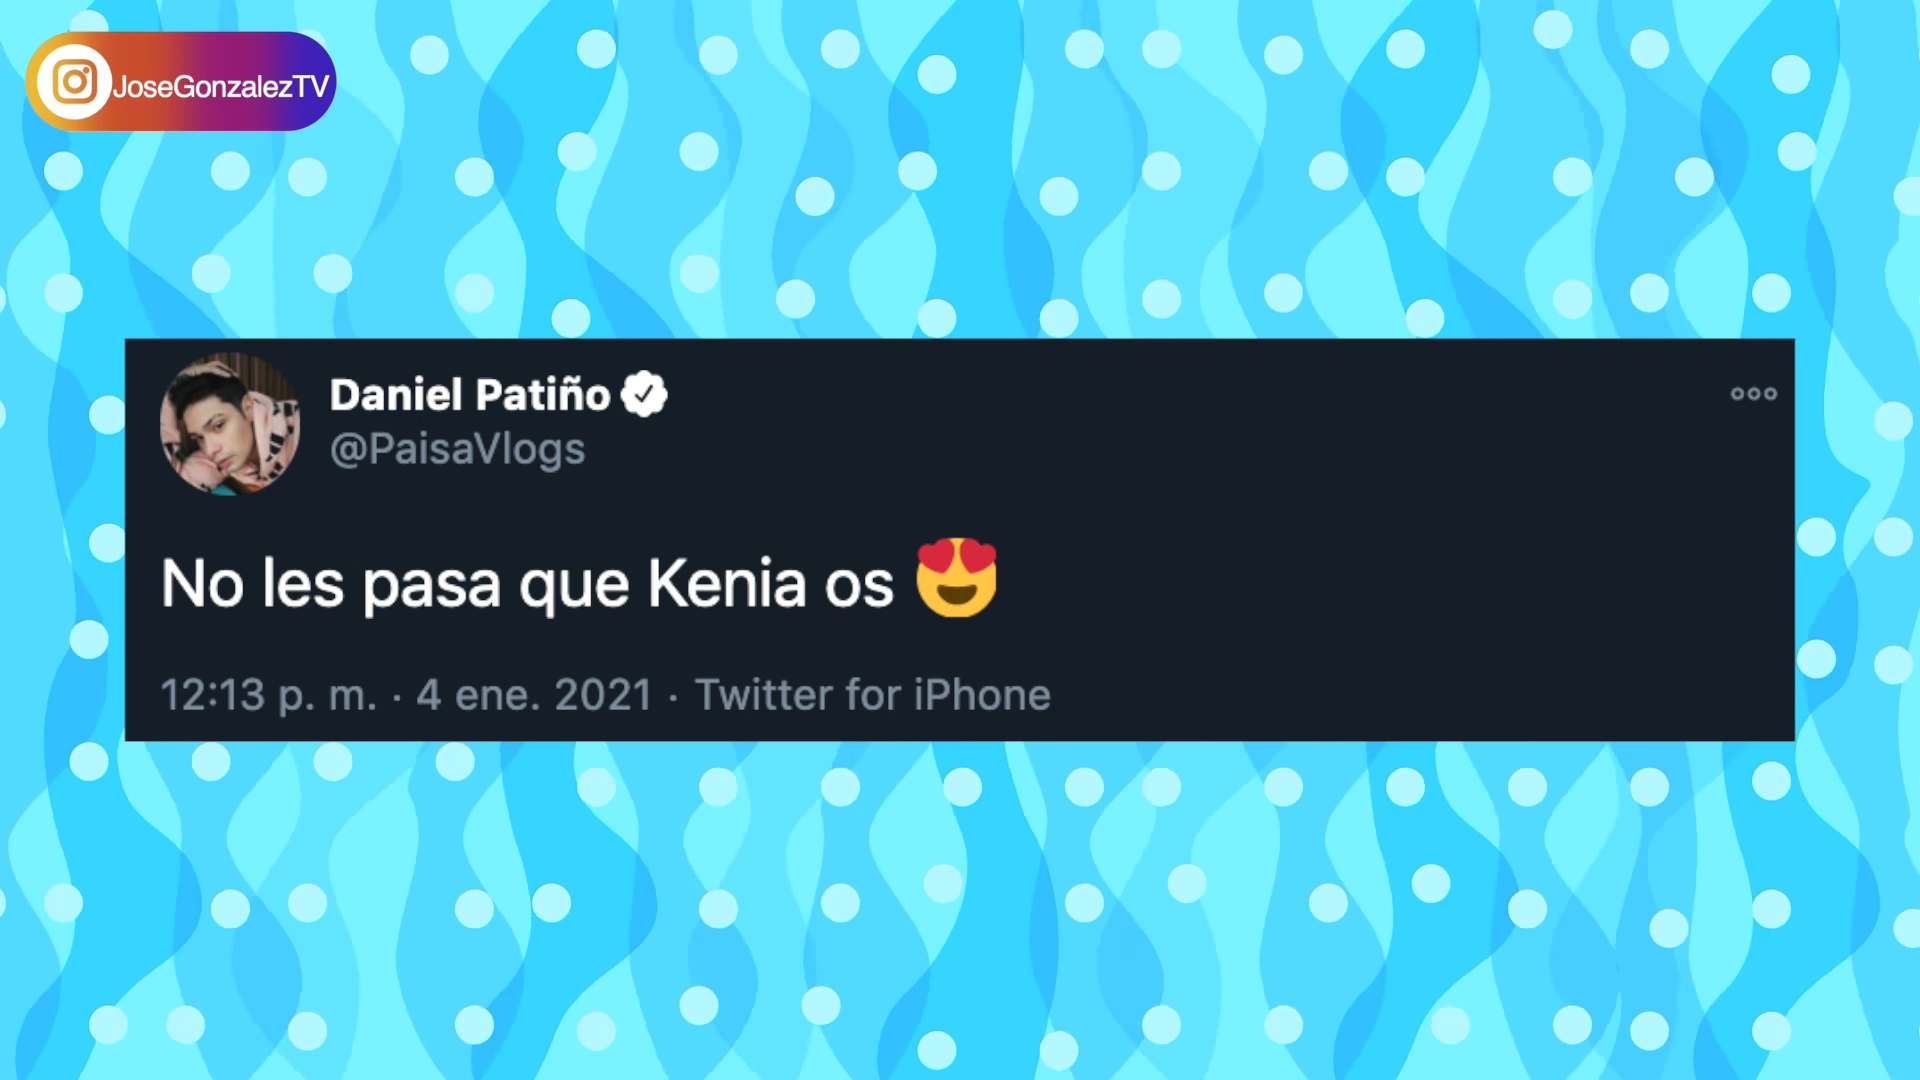 JoseGonzalezTV
Daniel Patiño
@PaisaVlogs
No les pasa que Kenia os 😍
12:13 p. m. · 4 ene. 2021 · Twitter for iPhone